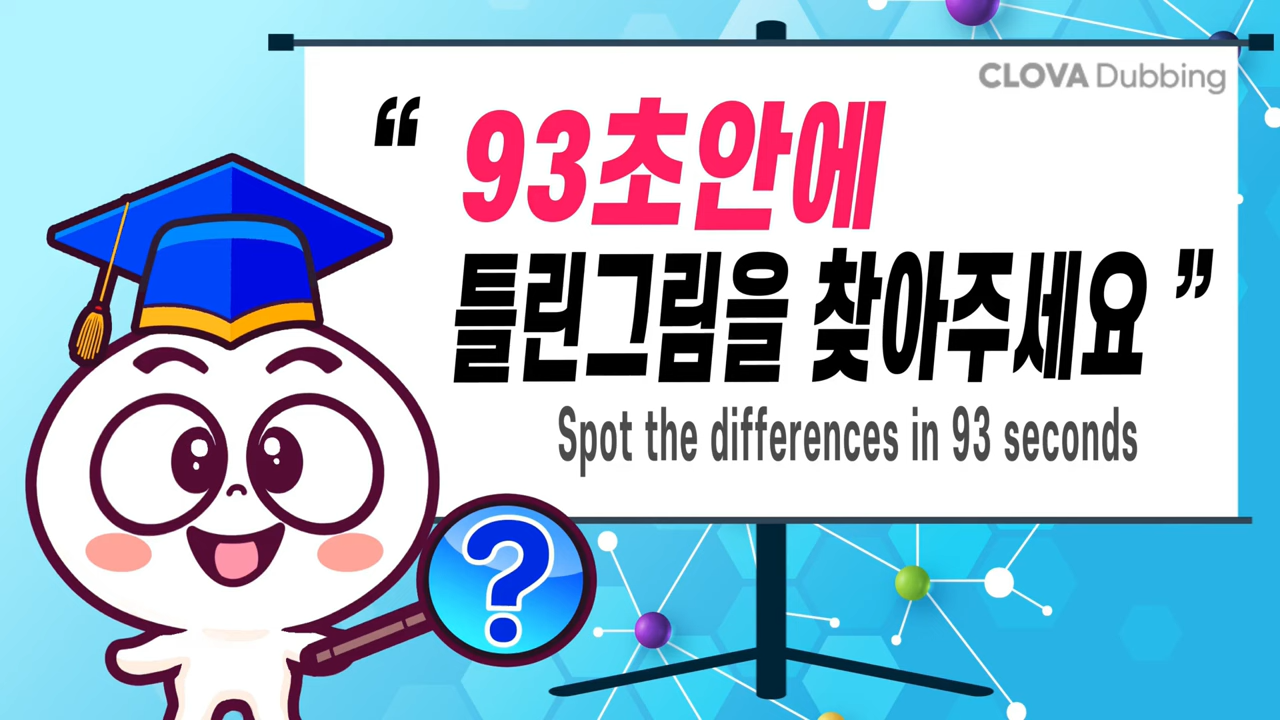 CLOVA Dubbing
“ 93초안에
틀린그림을 찾아주세요 ”
Spot the differences in 93 seconds
?